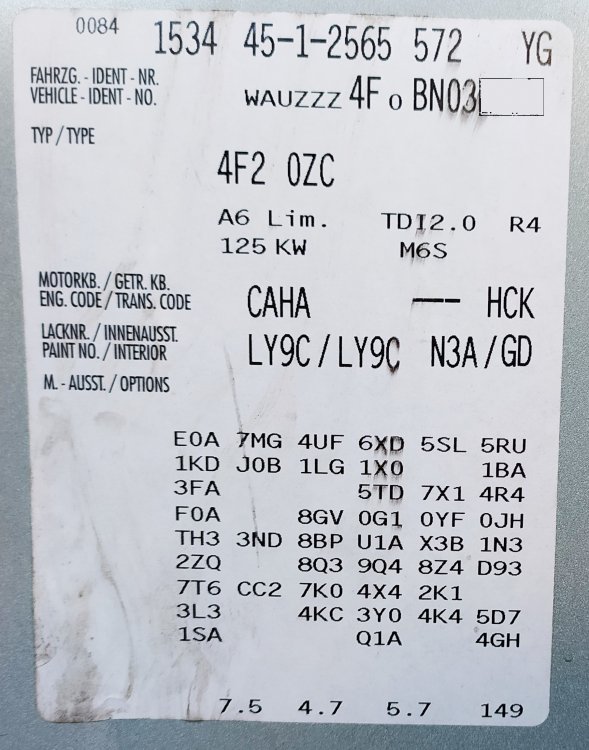 0084 1534 45-1-2565 572 YG
FAHRZG. - IDENT - NR.
VEHICLE - IDENT - NO. WAUZZZ 4F 0 BN03
TYP / TYPE
4F2 0ZC
A6 Lim. TDI2.0 R4
125 KW M6S
MOTORKB. / GETR. KB.
ENG. CODE / TRANS. CODE CAHA --- HCK
LACKNR. / INNENAUSST.
PAINT NO. / INTERIOR LY9C / LY9C N3A / GD
M. - AUSST. / OPTIONS
E0A 7MG 4UF 6XD 5SL 5RU
1KD J0B 1LG 1X0 1BA
3FA 5TD 7X1 4R4
F0A 8GV 0G1 0YF 0JH
TH3 3ND 8BP U1A X3B 1N3
2ZQ 8Q3 9Q4 8Z4 D93
7T6 CC2 7K0 4X4 2K1
3L3 4KC 3Y0 4K4 5D7
1SA Q1A 4GH
7.5 4.7 5.7 149